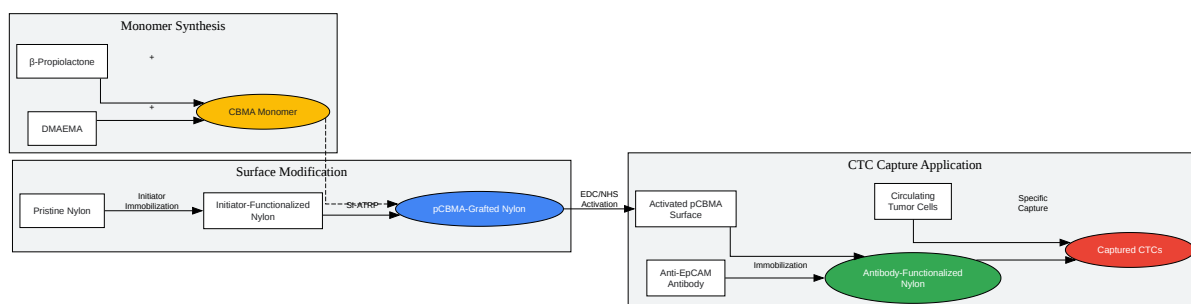 Monomer Synthesis
β-Propiolactone
+
+
DMAEMA
CBMA Monomer
Surface Modification
Pristine Nylon
Initiator
Immobilization
Initiator-Functionalized
Nylon
SI-ATRP
pCBMA-Grafted Nylon
EDC/NHS
Activation
CTC Capture Application
Activated pCBMA
Surface
Circulating
Tumor Cells
Specific
Capture
Captured CTCs
Anti-EpCAM
Antibody
Immobilization
Antibody-Functionalized
Nylon